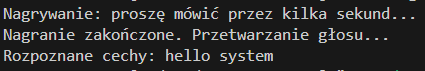 Nagrywanie: proszę mówić przez kilka sekund...
Nagranie zakończone. Przetwarzanie głosu...
Rozpoznane cechy: hello system